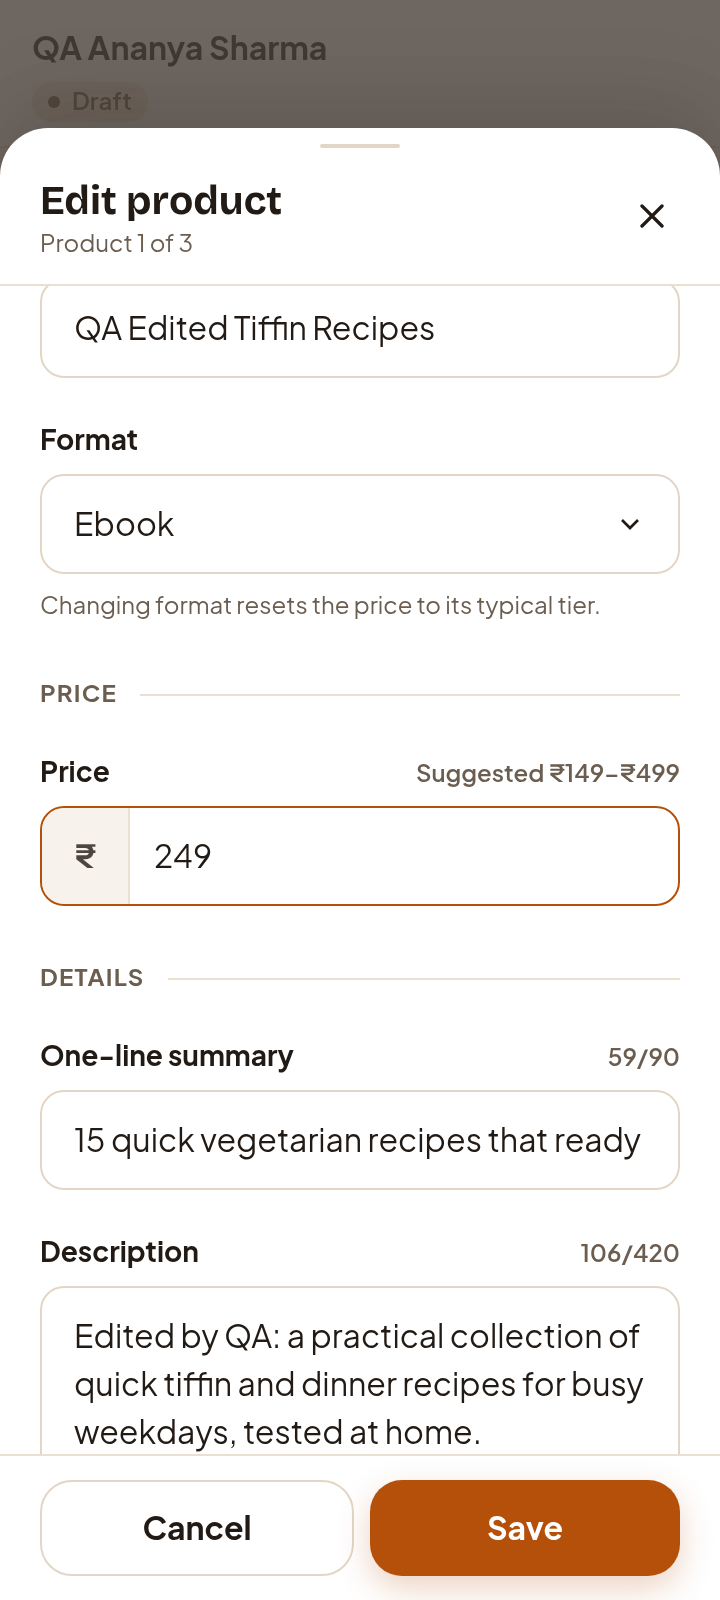 QA Ananya Sharma
Draft
Edit product
Product 1 of 3
QA Edited Tiffin Recipes
Format
Ebook
Changing format resets the price to its typical tier.
PRICE
Price
Suggested ₹149–₹499
₹ 249
DETAILS
One-line summary
59/90
15 quick vegetarian recipes that ready
Description
106/420
Edited by QA: a practical collection of
quick tiffin and dinner recipes for busy
weekdays, tested at home.
Cancel
Save